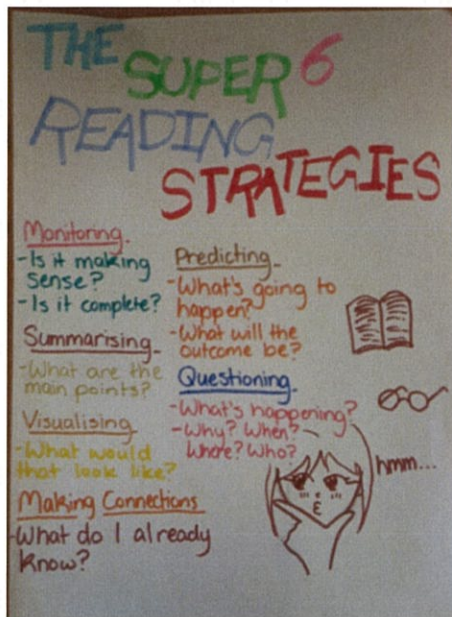 THE
SUPER 6
READING
STRATEGIES
Monitoring
-Is it making
sense?
-Is it complete?
Summarising
-What are the
main points?
Visualising
-What would
that look like?
Making Connections
-What do I already
know?
Predicting
-What's going to
happen?
-What will the
outcome be?
Questioning
-What's happening?
-Why? When?
Where? Who?
hmm...